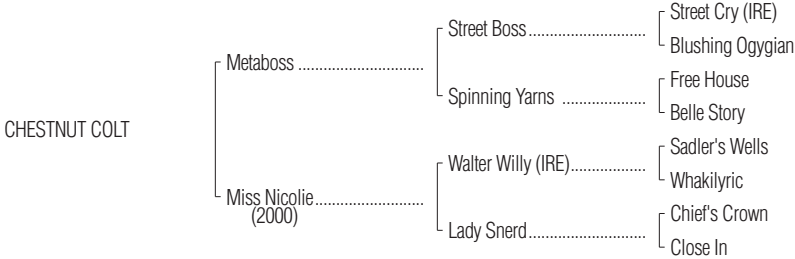 Street Cry (IRE)
Street Boss..............................
Blushing Ogygian
Metaboss ................................
Free House
Spinning Yarns .....................
Belle Story
CHESTNUT COLT
Sadler's Wells
Walter Willy (IRE)...................
Whakilyric
Miss Nicolie............................
(2000)
Chief's Crown
Lady Snerd..............................
Close In